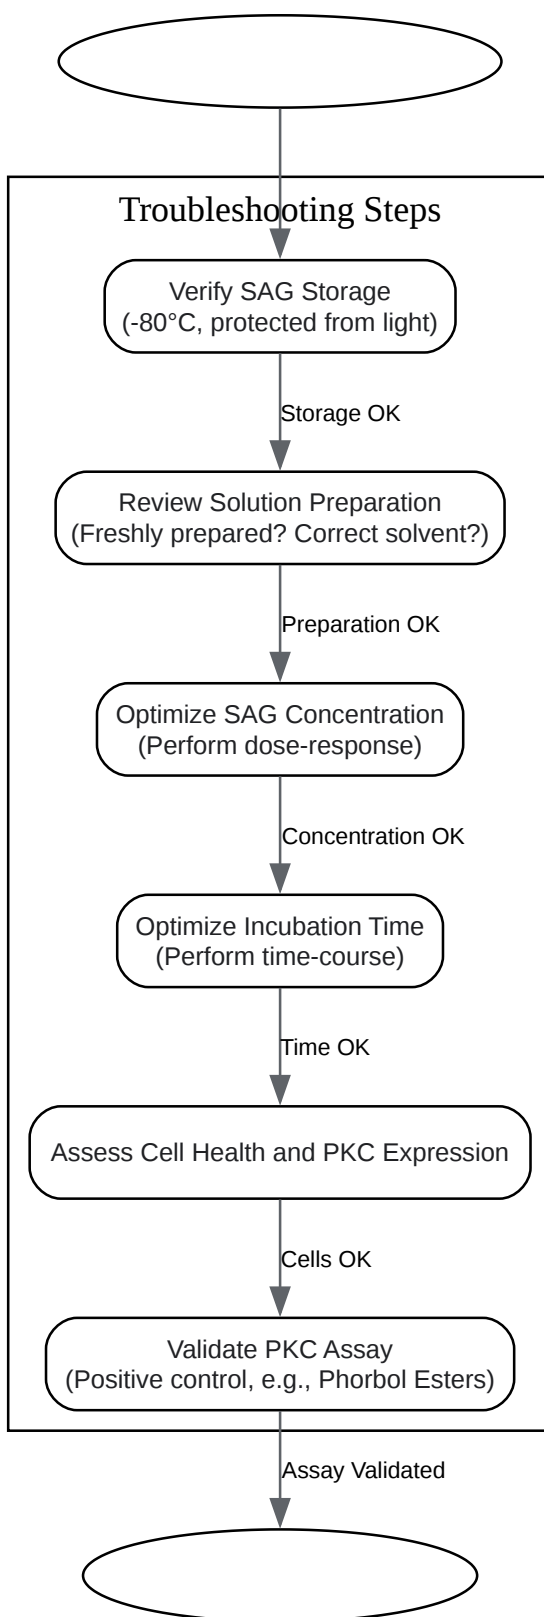 Troubleshooting Steps
Verify SAG Storage
(-80°C, protected from light)
Storage OK
Review Solution Preparation
(Freshly prepared? Correct solvent?)
Preparation OK
Optimize SAG Concentration
(Perform dose-response)
Concentration OK
Optimize Incubation Time
(Perform time-course)
Time OK
Assess Cell Health and PKC Expression
Cells OK
Validate PKC Assay
(Positive control, e.g., Phorbol Esters)
Assay Validated